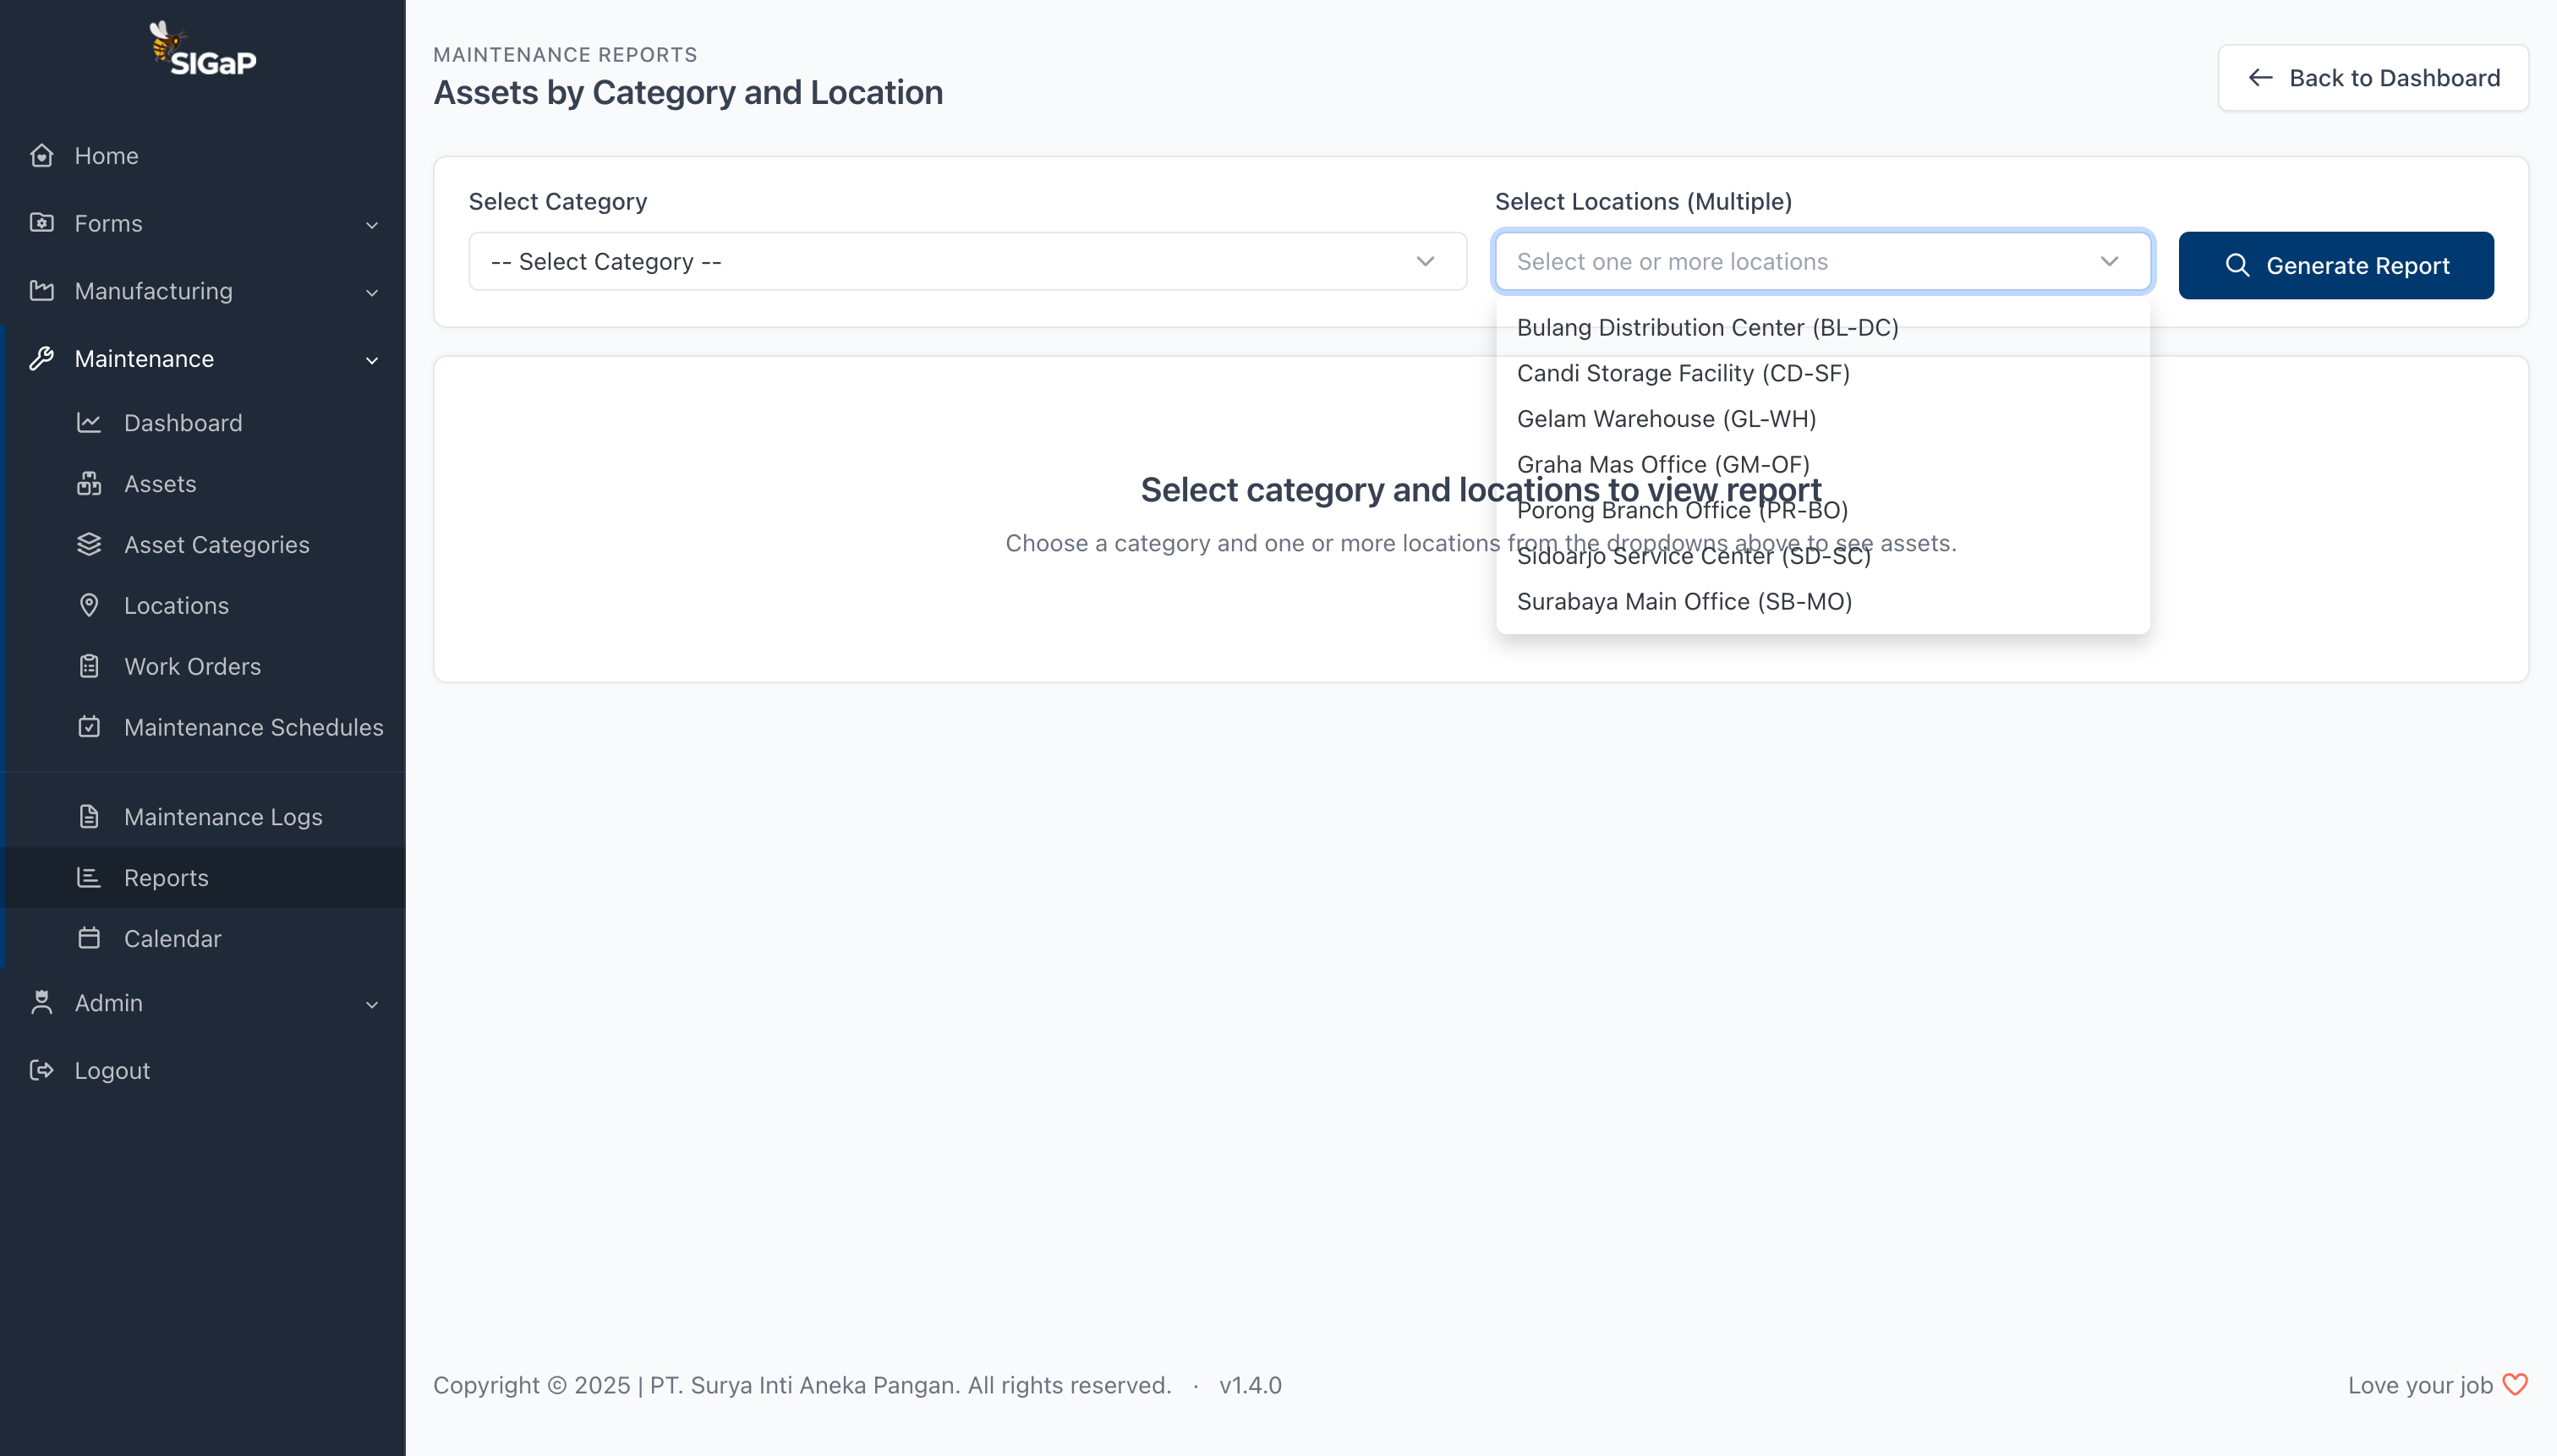 SIGaP
Home
Forms
Manufacturing
Maintenance
Dashboard
Assets
Asset Categories
Locations
Work Orders
Maintenance Schedules
Maintenance Logs
Reports
Calendar
Admin
Logout
MAINTENANCE REPORTS
Assets by Category and Location
Back to Dashboard
Select Category
-- Select Category --
Select Locations (Multiple)
Select one or more locations
Generate Report
Bulang Distribution Center (BL-DC)
Candi Storage Facility (CD-SF)
Gelam Warehouse (GL-WH)
Graha Mas Office (GM-OF)
Porong Branch Office (PR-BO)
Sidoarjo Service Center (SD-SC)
Surabaya Main Office (SB-MO)
Select category and locations to view report
Choose a category and one or more locations from the dropdowns above to see assets.
Copyright © 2025 | PT. Surya Inti Aneka Pangan. All rights reserved. · v1.4.0
Love your job